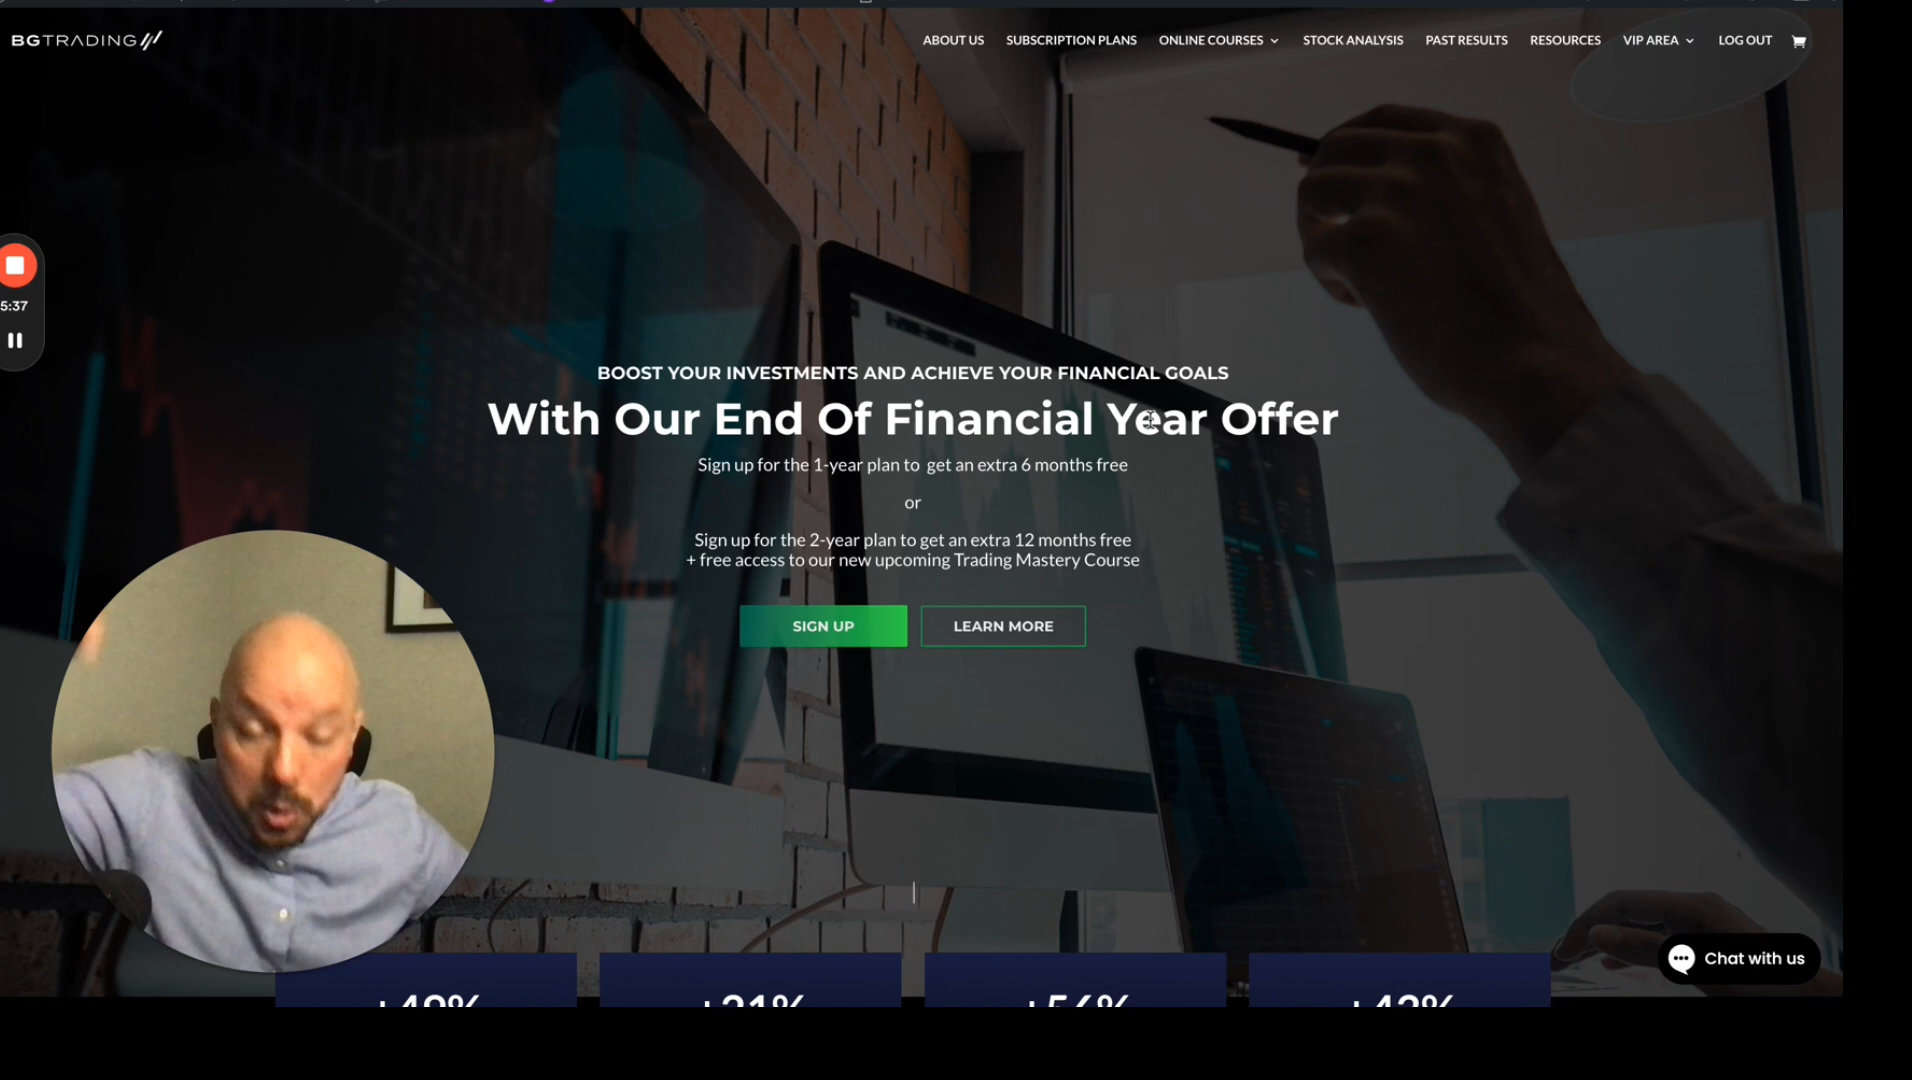 BGTRADING
ABOUT US SUBSCRIPTION PLANS ONLINE COURSES STOCK ANALYSIS PAST RESULTS RESOURCES VIP AREA LOG OUT
5:37
BOOST YOUR INVESTMENTS AND ACHIEVE YOUR FINANCIAL GOALS
With Our End Of Financial Year Offer
Sign up for the 1-year plan to get an extra 6 months free
or
Sign up for the 2-year plan to get an extra 12 months free
+ free access to our new upcoming Trading Mastery Course
SIGN UP LEARN MORE
Chat with us